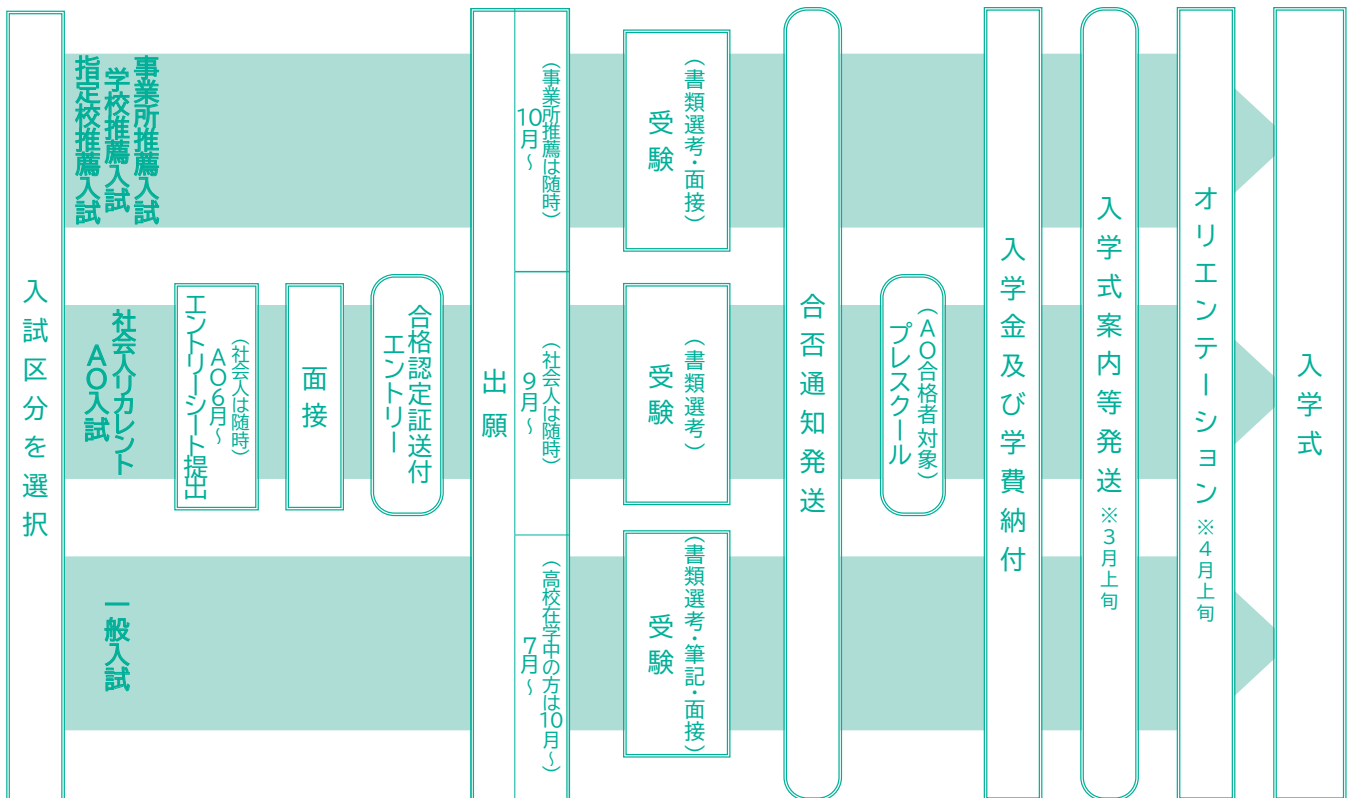 入試区分を選択
事業所推薦入試
学校推薦入試
指定校推薦入試
社会人リカレント
AO入試
一般入試
(社会人は随時)
AO6月~
エントリーシート提出
面接
合格認定証送付
エントリー
出願
(事業所推薦は随時)
10月~
(社会人は随時)
9月~
(高校在学中の方は10月~)
7月~
(書類選考・面接)
受験
(書類選考)
受験
(書類選考・筆記・面接)
受験
合否通知発送
(AO合格者対象)
プレスクール
入学金及び学費納付
入学式案内等発送 ※3月上旬
オリエンテーション ※4月上旬
入学式